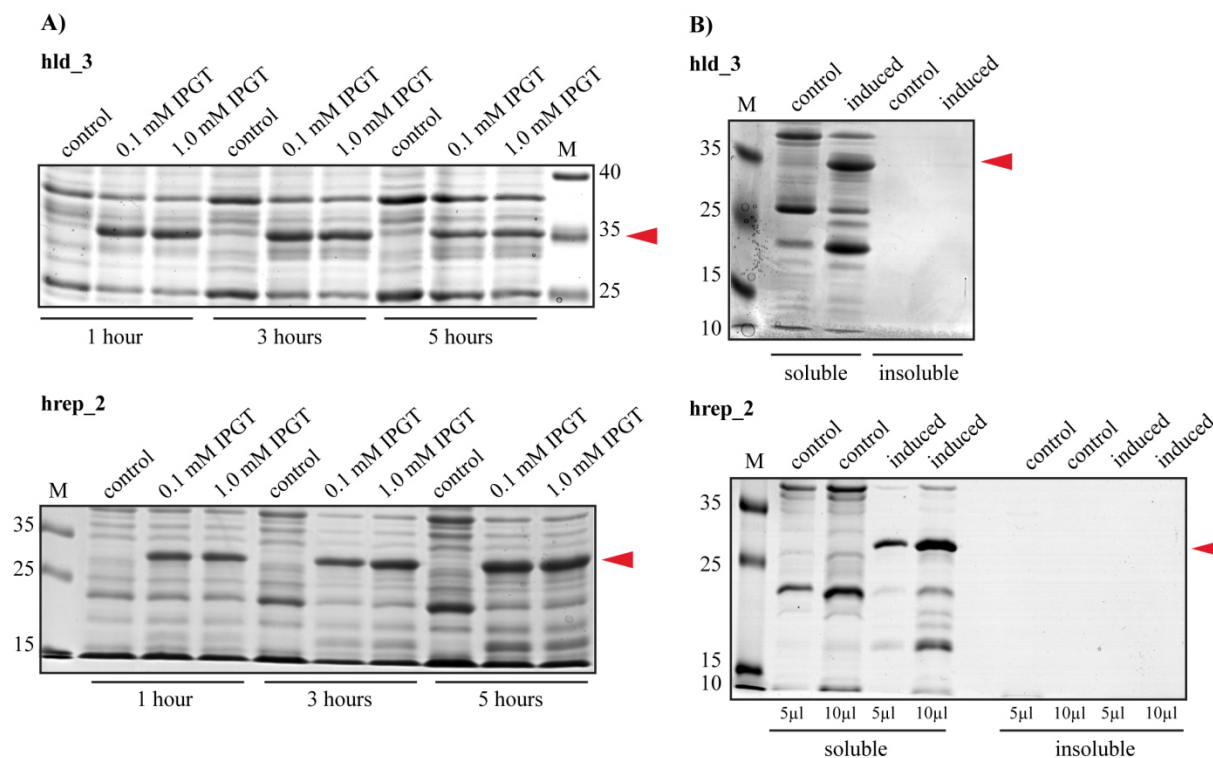 A)
hld_3
control
0.1 mM IPGT
1.0 mM IPGT
control
0.1 mM IPGT
1.0 mM IPGT
control
0.1 mM IPGT
1.0 mM IPGT
M
40
35
25
1 hour
3 hours
5 hours
hrep_2
M
control
0.1 mM IPGT
1.0 mM IPGT
control
0.1 mM IPGT
1.0 mM IPGT
control
0.1 mM IPGT
1.0 mM IPGT
35
25
15
1 hour
3 hours
5 hours
B)
hld_3
M
control
induced
control
induced
35
25
15
10
soluble
insoluble
hrep_2
M
control
control
induced
induced
control
control
induced
induced
35
25
15
10
5µl
10µl
5µl
10µl
5µl
10µl
5µl
10µl
soluble
insoluble